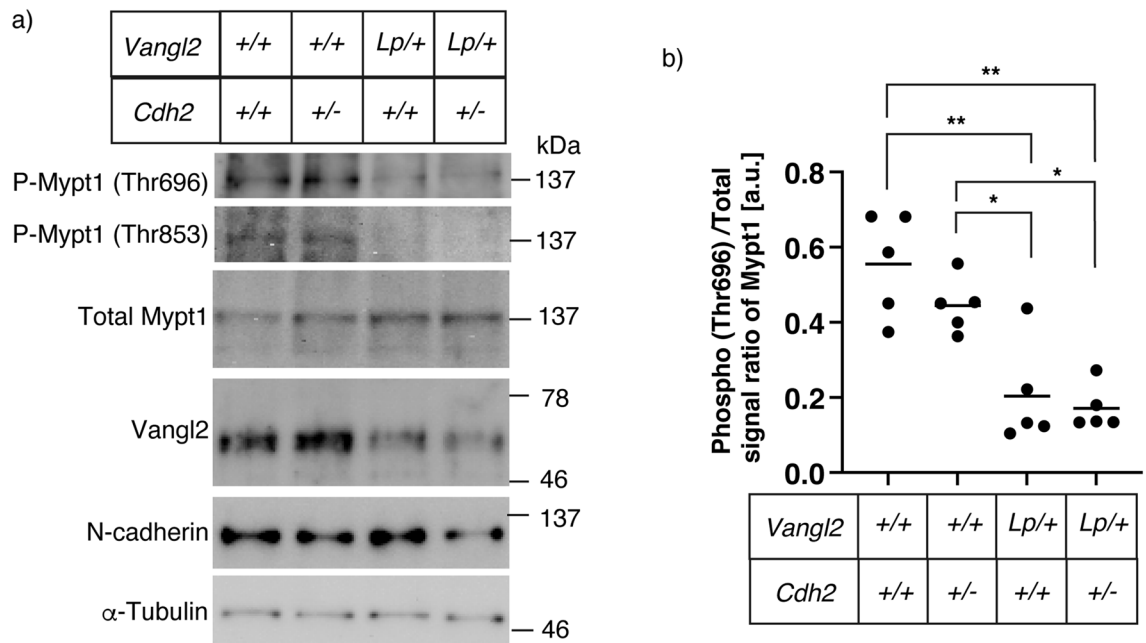 a)
Vangl2 +/+ +/+ Lp/+ Lp/+
Cdh2 +/+ +/- +/+ +/-
kDa
P-Mypt1 (Thr696) 137
P-Mypt1 (Thr853) 137
Total Mypt1 137
78
Vangl2
46
137
N-cadherin
α-Tubulin
46
b)
**
**
*
*
Phospho (Thr696) /Total
signal ratio of Mypt1 [a.u.]
0.8
0.6
0.4
0.2
0.0
Vangl2 +/+ +/+ Lp/+ Lp/+
Cdh2 +/+ +/- +/+ +/-